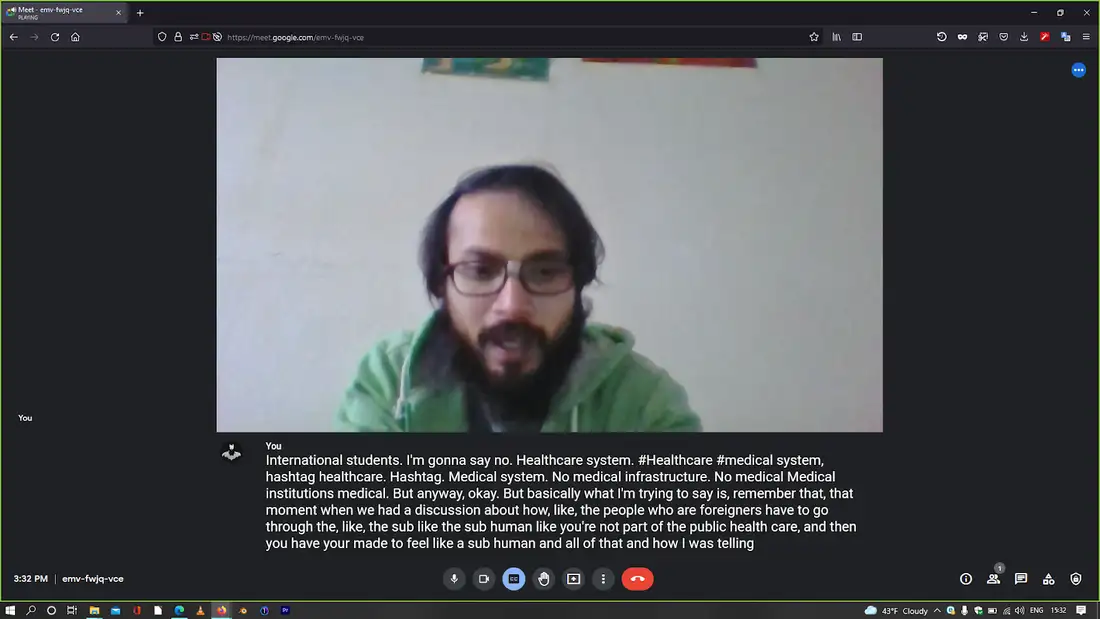 Meet - emv-fwjq-vce
PLAYING
https://meet.google.com/emv-fwjq-vce
You
You
International students. I'm gonna say no. Healthcare system. #Healthcare #medical system,
hashtag healthcare. Hashtag. Medical system. No medical infrastructure. No medical Medical
institutions medical. But anyway, okay. But basically what I'm trying to say is, remember that, that
moment when we had a discussion about how, like, the people who are foreigners have to go
through the, like, the sub like the sub human like you're not part of the public health care, and then
you have your made to feel like a sub human and all of that and how I was telling
3:32 PM | emv-fwjq-vce
CC
1
43°F Cloudy
ENG
15:32